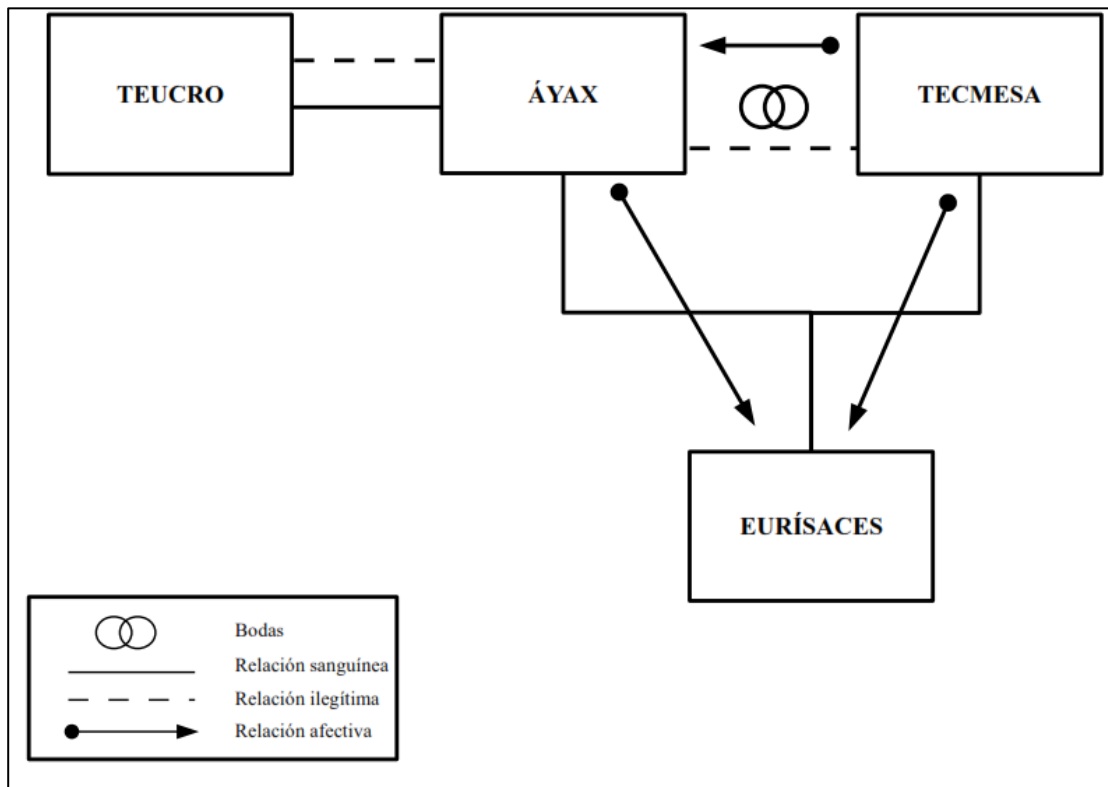 TEUCRO
ÁYAX
TECMESA
EURÍSACES
Bodas
Relación sanguínea
Relación ilegítima
Relación afectiva